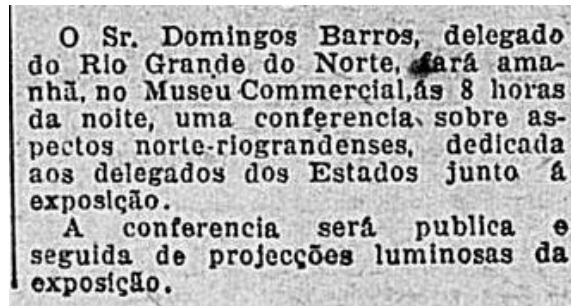 O Sr. Domingos Barros, delegado
do Rio Grande do Norte, fará ama-
nhã, no Museu Commercial, ás 8 horas
da noite, uma conferencia sobre as-
pectos norte-riograndenses, dedicada
aos delegados dos Estados junto á
exposição.
A conferencia será publica e
seguida de projecções luminosas da
exposição.